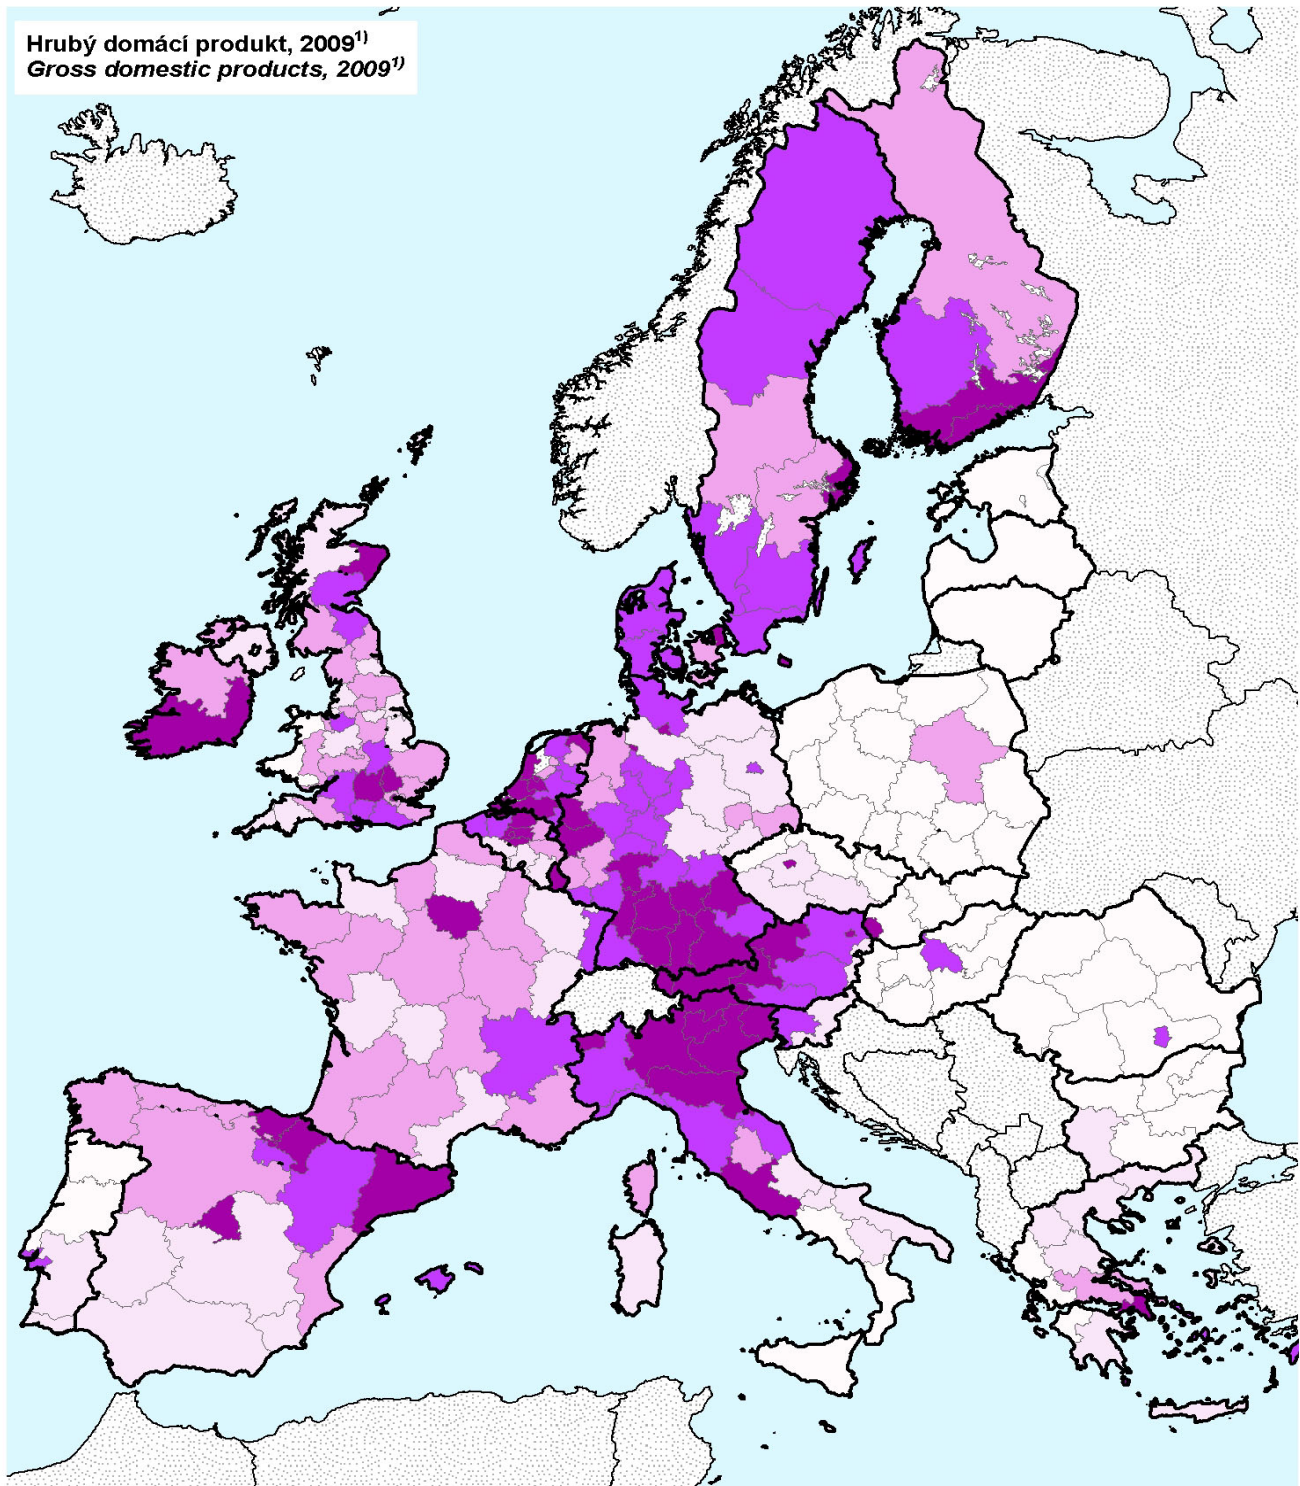 Hrubý domácí produkt, 2009¹⁾
Gross domestic products, 2009¹⁾